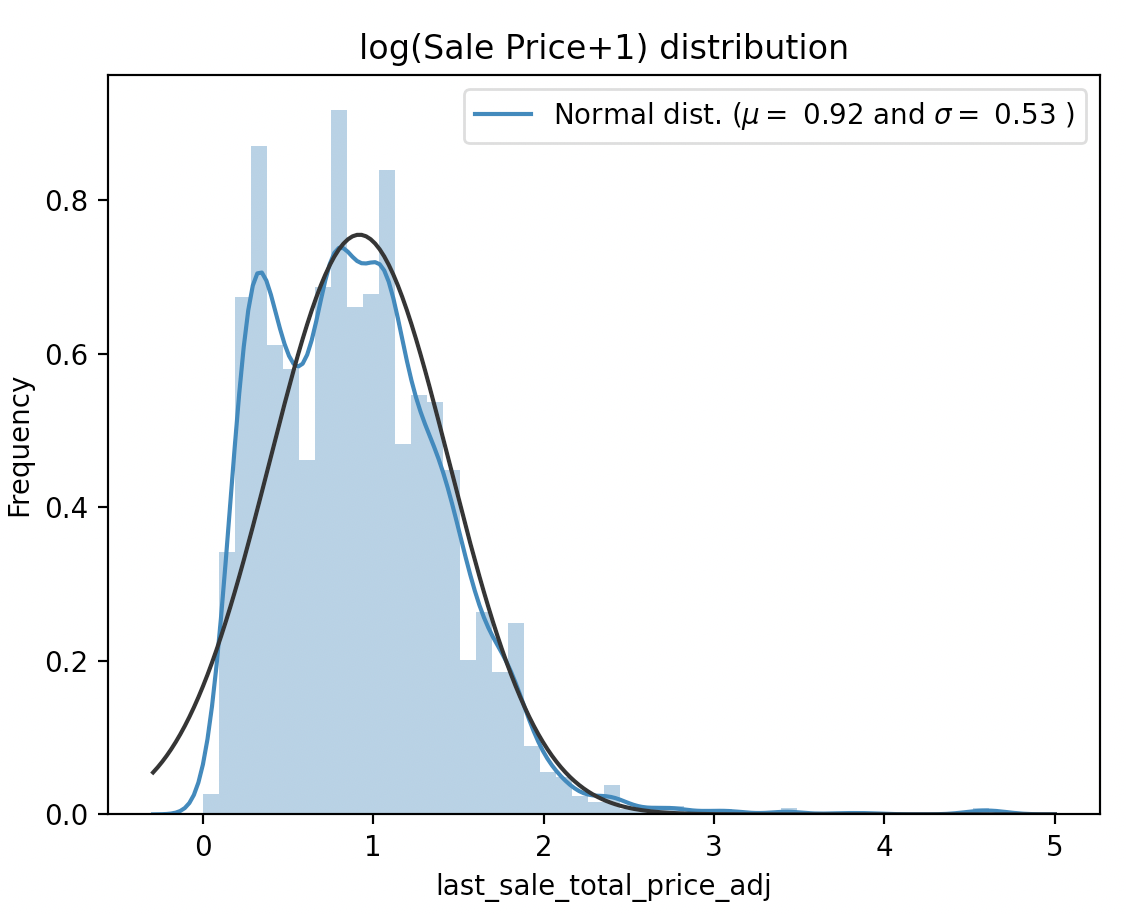 log(Sale Price+1) distribution
Normal dist. (μ = 0.92 and σ = 0.53 )
Frequency
0.8
0.6
0.4
0.2
0.0
0 1 2 3 4 5
last_sale_total_price_adj